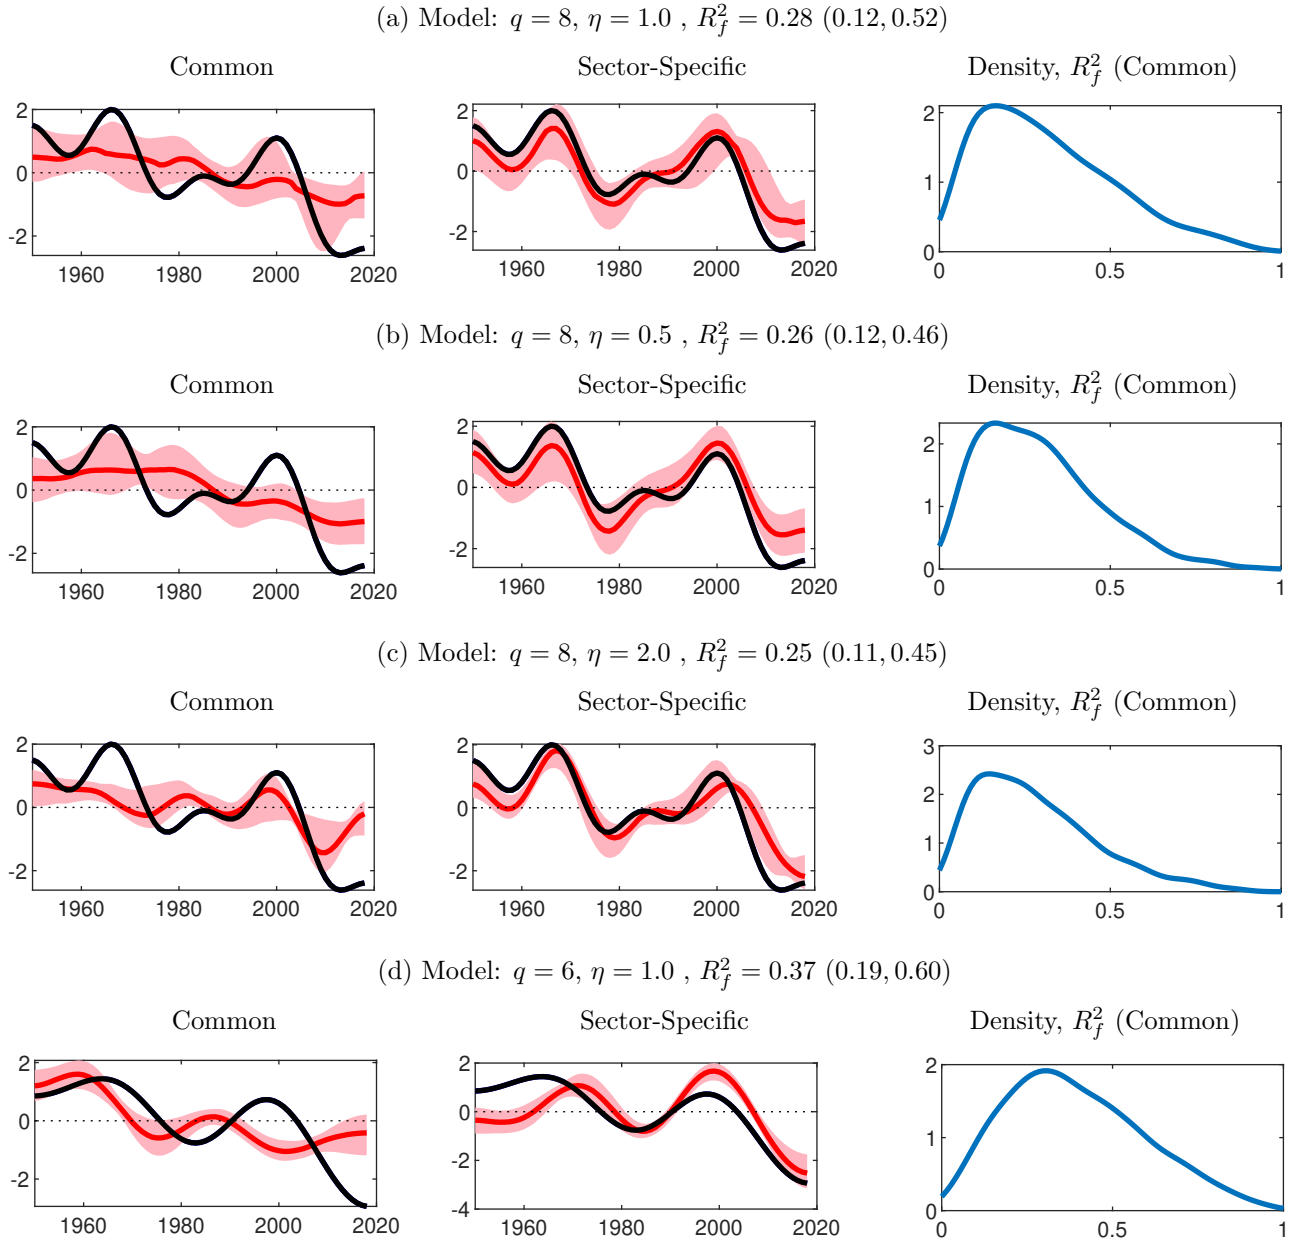 (a) Model: q = 8, η = 1.0 , R_f^2 = 0.28 (0.12, 0.52)
Common Sector-Specific Density, R_f^2 (Common)
2 0 -2 1960 1980 2000 2020
2 0 -2 1960 1980 2000 2020
2 1 0 0 0.5 1
(b) Model: q = 8, η = 0.5 , R_f^2 = 0.26 (0.12, 0.46)
Common Sector-Specific Density, R_f^2 (Common)
2 0 -2 1960 1980 2000 2020
2 0 -2 1960 1980 2000 2020
2 1 0 0 0.5 1
(c) Model: q = 8, η = 2.0 , R_f^2 = 0.25 (0.11, 0.45)
Common Sector-Specific Density, R_f^2 (Common)
2 0 -2 1960 1980 2000 2020
2 0 -2 1960 1980 2000 2020
3 2 1 0 0 0.5 1
(d) Model: q = 6, η = 1.0 , R_f^2 = 0.37 (0.19, 0.60)
Common Sector-Specific Density, R_f^2 (Common)
2 0 -2 1960 1980 2000 2020
2 0 -2 -4 1960 1980 2000 2020
2 1 0 0 0.5 1